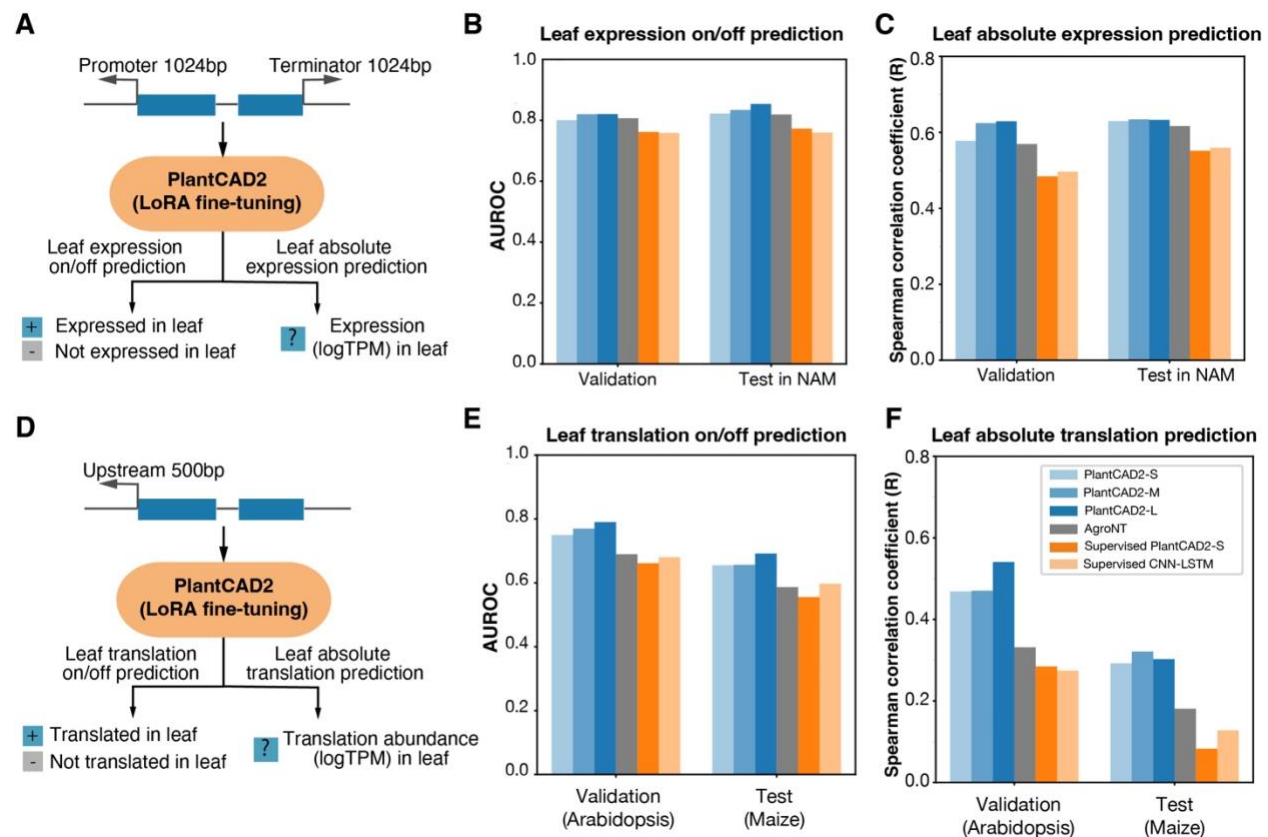 A
Promoter 1024bp
Terminator 1024bp
PlantCAD2
(LoRA fine-tuning)
Leaf expression
on/off prediction
Leaf absolute
expression prediction
+ Expressed in leaf
- Not expressed in leaf
? Expression
(logTPM) in leaf
B
Leaf expression on/off prediction
AUROC
1.0
0.8
0.6
0.4
0.2
0.0
Validation
Test in NAM
C
Leaf absolute expression prediction
Spearman correlation coefficient (R)
0.8
0.6
0.4
0.2
0.0
Validation
Test in NAM
D
Upstream 500bp
PlantCAD2
(LoRA fine-tuning)
Leaf translation
on/off prediction
Leaf absolute
translation prediction
+ Translated in leaf
- Not translated in leaf
? Translation abundance
(logTPM) in leaf
E
Leaf translation on/off prediction
AUROC
1.0
0.8
0.6
0.4
0.2
0.0
Validation
(Arabidopsis)
Test
(Maize)
F
Leaf absolute translation prediction
Spearman correlation coefficient (R)
0.8
0.6
0.4
0.2
0.0
PlantCAD2-S
PlantCAD2-M
PlantCAD2-L
AgroNT
Supervised PlantCAD2-S
Supervised CNN-LSTM
Validation
(Arabidopsis)
Test
(Maize)